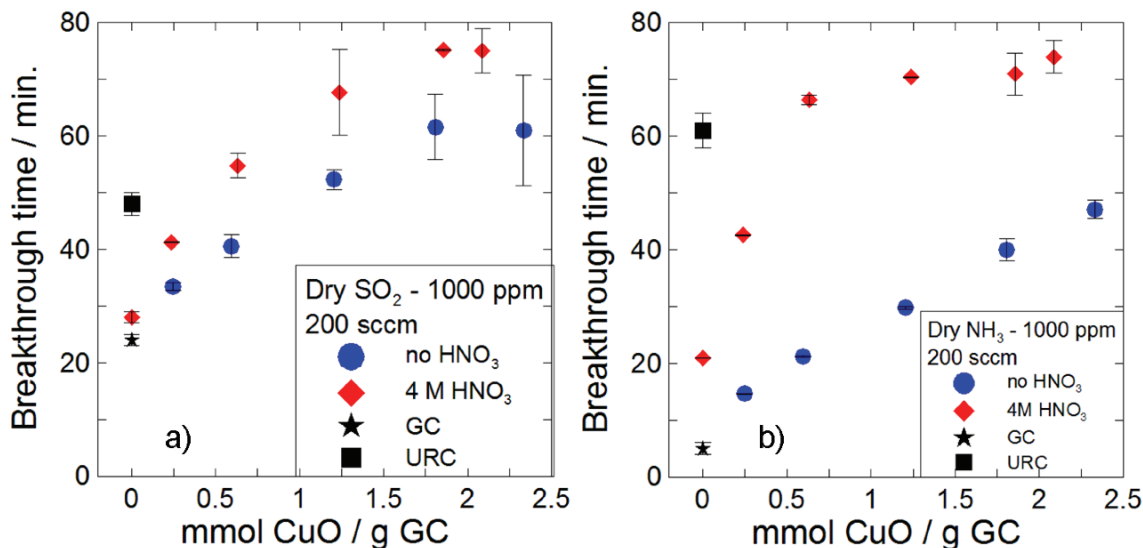 Breakthrough time / min.
80
60
40
20
0
0
0.5
1
1.5
2
2.5
mmol CuO / g GC
a)
Dry SO₂ - 1000 ppm
200 sccm
no HNO₃
4 M HNO₃
GC
URC
Breakthrough time / min.
80
60
40
20
0
0
0.5
1
1.5
2
2.5
mmol CuO / g GC
b)
Dry NH₃ - 1000 ppm
200 sccm
no HNO₃
4M HNO₃
GC
URC